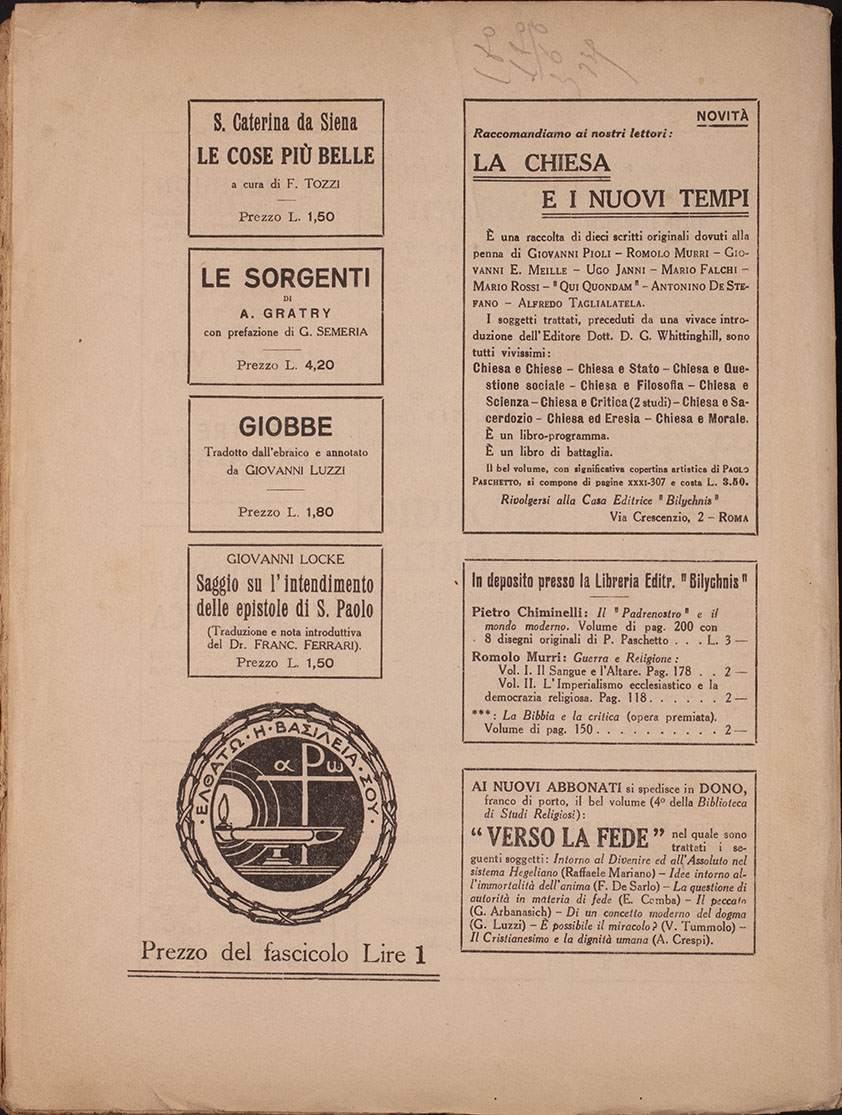 S. Caterina da Siena
LE COSE PIÙ BELLE
a cura di F. TOZZI
Prezzo L. 1,50
LE SORGENTI
DI
A. GRATRY
con prefazione di G. SEMERIA
Prezzo L. 4,20
GIOBBE
Tradotto dall'ebraico e annotato
da GIOVANNI LUZZI
Prezzo L. 1,80
GIOVANNI LOCKE
Saggio su l'intendimento
delle epistole di S. Paolo
(Traduzione e nota introduttiva
del Dr. FRANC. FERRARI).
Prezzo L. 1,50
· ΕΛΘΑΤΩ · Η · ΒΑΣΙΛΕΙΑ · ΣΟΥ ·
α Ρ ω
Prezzo del fascicolo Lire 1
NOVITÀ
Raccomandiamo ai nostri lettori:
LA CHIESA
E I NUOVI TEMPI
È una raccolta di dieci scritti originali dovuti alla
penna di GIOVANNI PIOLI – ROMOLO MURRI – GIO-
VANNI E. MEILLE – UGO JANNI – MARIO FALCHI –
MARIO ROSSI – "QUI QUONDAM" – ANTONINO DE STE-
FANO – ALFREDO TAGLIALATELA.
I soggetti trattati, preceduti da una vivace intro-
duzione dell'Editore Dott. D. G. Whittinghill, sono
tutti vivissimi:
Chiesa e Chiese – Chiesa e Stato – Chiesa e Que-
stione sociale – Chiesa e Filosofia – Chiesa e
Scienza – Chiesa e Critica (2 studi) – Chiesa e Sa-
cerdozio – Chiesa ed Eresia – Chiesa e Morale.
È un libro-programma.
È un libro di battaglia.
Il bel volume, con significativa copertina artistica di PAOLO
PASCHETTO, si compone di pagine XXXI-307 e costa L. 3.50.
Rivolgersi alla Casa Editrice "Bilychnis"
Via Crescenzio, 2 – ROMA
In deposito presso la Libreria Editr. "Bilychnis"
Pietro Chiminelli: Il "Padrenostro" e il
mondo moderno. Volume di pag. 200 con
8 disegni originali di P. Paschetto . . . L. 3 —
Romolo Murri: Guerra e Religione:
Vol. I. Il Sangue e l'Altare. Pag. 178 . . 2 —
Vol. II. L'Imperialismo ecclesiastico e la
democrazia religiosa. Pag. 118 . . . . . . 2 —
***: La Bibbia e la critica (opera premiata).
Volume di pag. 150 . . . . . . . . . . 2 —
AI NUOVI ABBONATI si spedisce in DONO,
franco di porto, il bel volume (4° della Biblioteca
di Studi Religiosi):
"VERSO LA FEDE" nel quale sono
trattati i se-
guenti soggetti: Intorno al Divenire ed all'Assoluto nel
sistema Hegeliano (Raffaele Mariano) – Idee intorno al-
l'immortalità dell'anima (F. De Sarlo) – La questione di
autorità in materia di fede (E. Comba) – Il peccato
(G. Arbanasich) – Di un concetto moderno del dogma
(G. Luzzi) – È possibile il miracolo? (V. Tummolo) –
Il Cristianesimo e la dignità umana (A. Crespi).